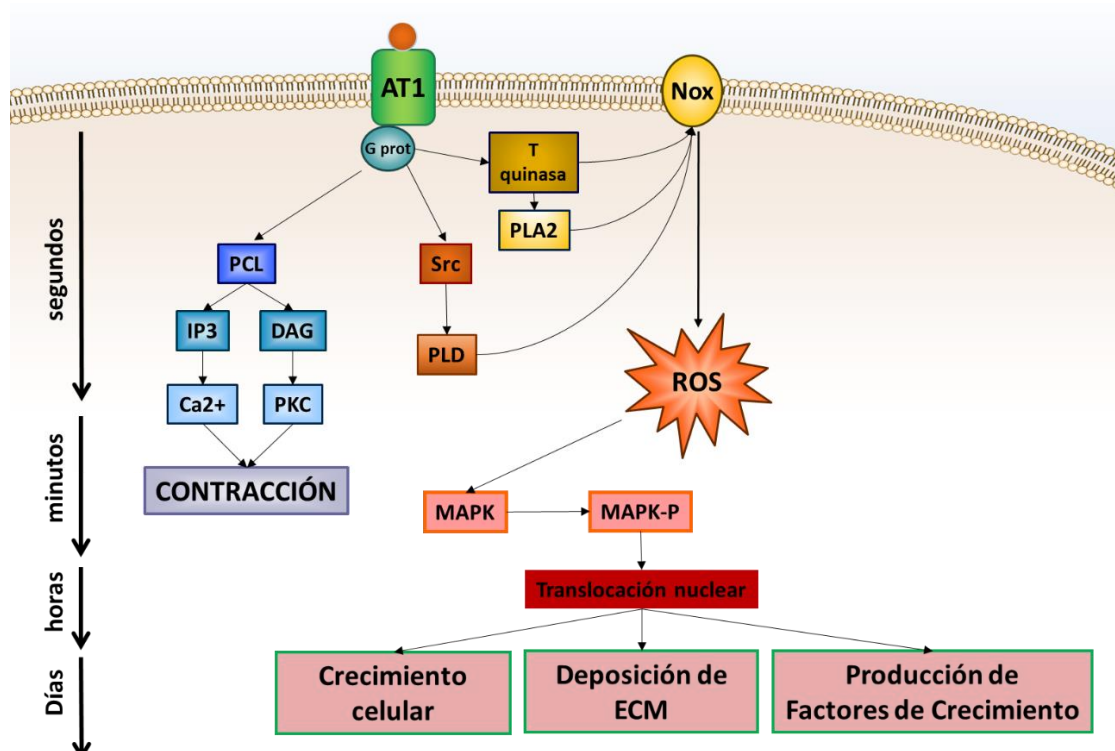 AT1
Nox
G prot
T
quinasa
PLA2
segundos
PCL
Src
IP3
DAG
PLD
ROS
Ca2+
PKC
minutos
CONTRACCIÓN
MAPK
MAPK-P
horas
Translocación nuclear
Días
Crecimiento
celular
Deposición de
ECM
Producción de
Factores de Crecimiento